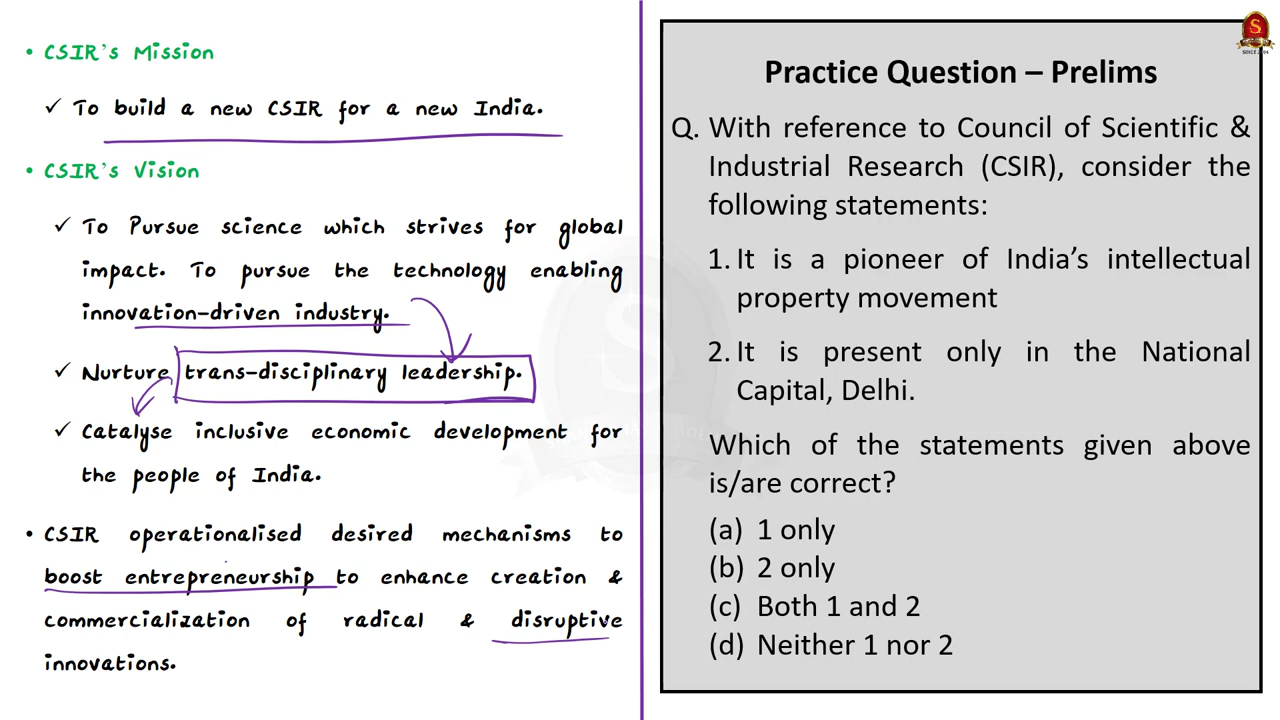 • CSIR's Mission
✓ To build a new CSIR for a new India.
• CSIR's Vision
✓ To Pursue science which strives for global
impact. To pursue the technology enabling
innovation-driven industry.
✓ Nurture trans-disciplinary leadership.
✓ Catalyse inclusive economic development for
the people of India.
• CSIR operationalised desired mechanisms to
boost entrepreneurship to enhance creation &
commercialization of radical & disruptive
innovations.
Practice Question – Prelims
Q. With reference to Council of Scientific &
Industrial Research (CSIR), consider the
following statements:
1. It is a pioneer of India's intellectual
property movement
2. It is present only in the National
Capital, Delhi.
Which of the statements given above
is/are correct?
(a) 1 only
(b) 2 only
(c) Both 1 and 2
(d) Neither 1 nor 2
S